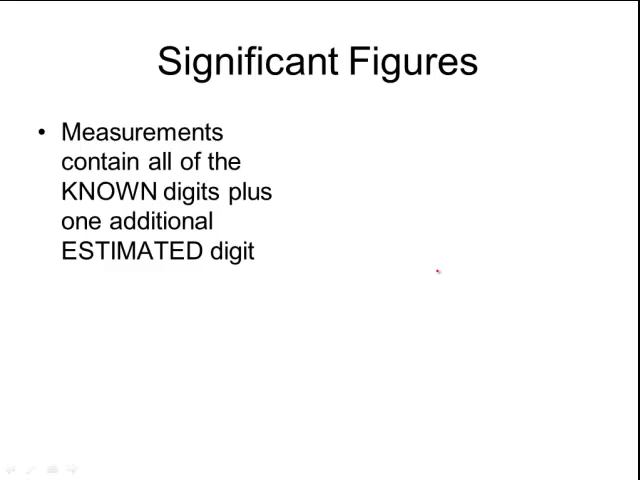 Significant Figures
• Measurements
contain all of the
KNOWN digits plus
one additional
ESTIMATED digit